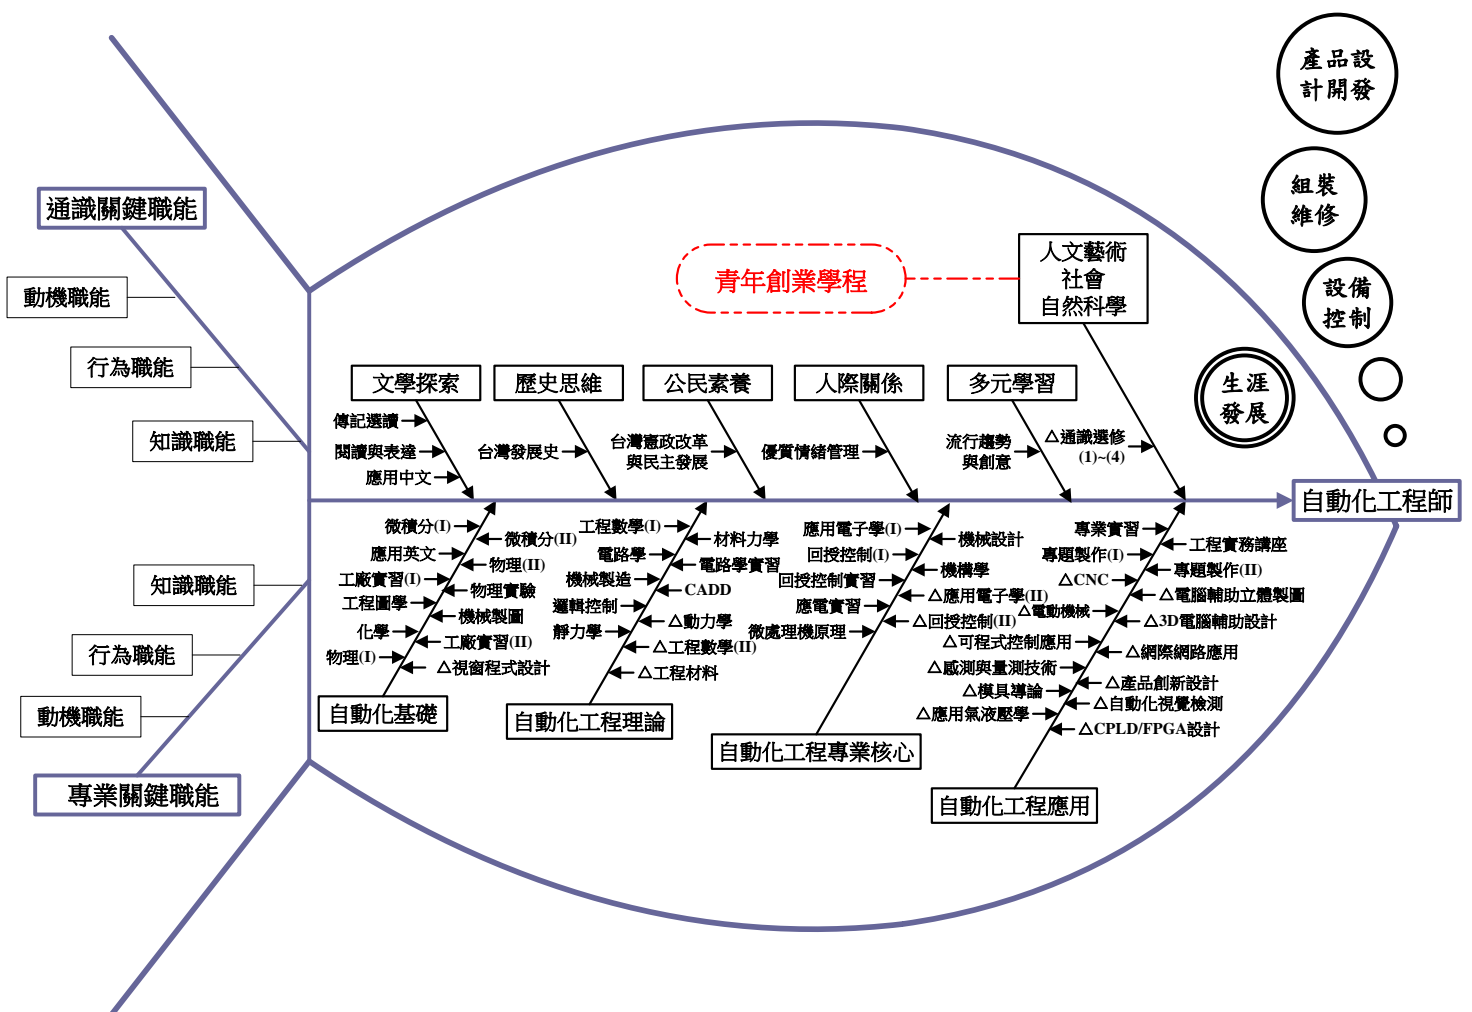 產品設
計開發
組裝
維修
設備
控制
生涯
發展
通識關鍵職能
動機職能
行為職能
知識職能
知識職能
行為職能
動機職能
專業關鍵職能
青年創業學程
人文藝術
社會
自然科學
文學探索
歷史思維
公民素養
人際關係
多元學習
傳記選讀
閱讀與表達
應用中文
台灣發展史
台灣憲政改革
與民主發展
優質情緒管理
流行趨勢
與創意
△通識選修
(1)~(4)
自動化工程師
微積分(I)
微積分(II)
應用英文
物理(II)
工廠實習(I)
物理實驗
工程圖學
機械製圖
化學
工廠實習(II)
物理(I)
△視窗程式設計
自動化基礎
工程數學(I)
材料力學
電路學
電路學實習
機械製造
CADD
邏輯控制
△動力學
靜力學
△工程數學(II)
△工程材料
自動化工程理論
應用電子學(I)
機械設計
回授控制(I)
機構學
回授控制實習
△應用電子學(II)
應電實習
△回授控制(II)
微處理機原理
自動化工程專業核心
專業實習
工程實務講座
專題製作(I)
專題製作(II)
△CNC
△電腦輔助立體製圖
△電動機械
△3D電腦輔助設計
△可程式控制應用
△網際網路應用
△感測與量測技術
△產品創新設計
△模具導論
△自動化視覺檢測
△應用氣液壓學
△CPLD/FPGA設計
自動化工程應用